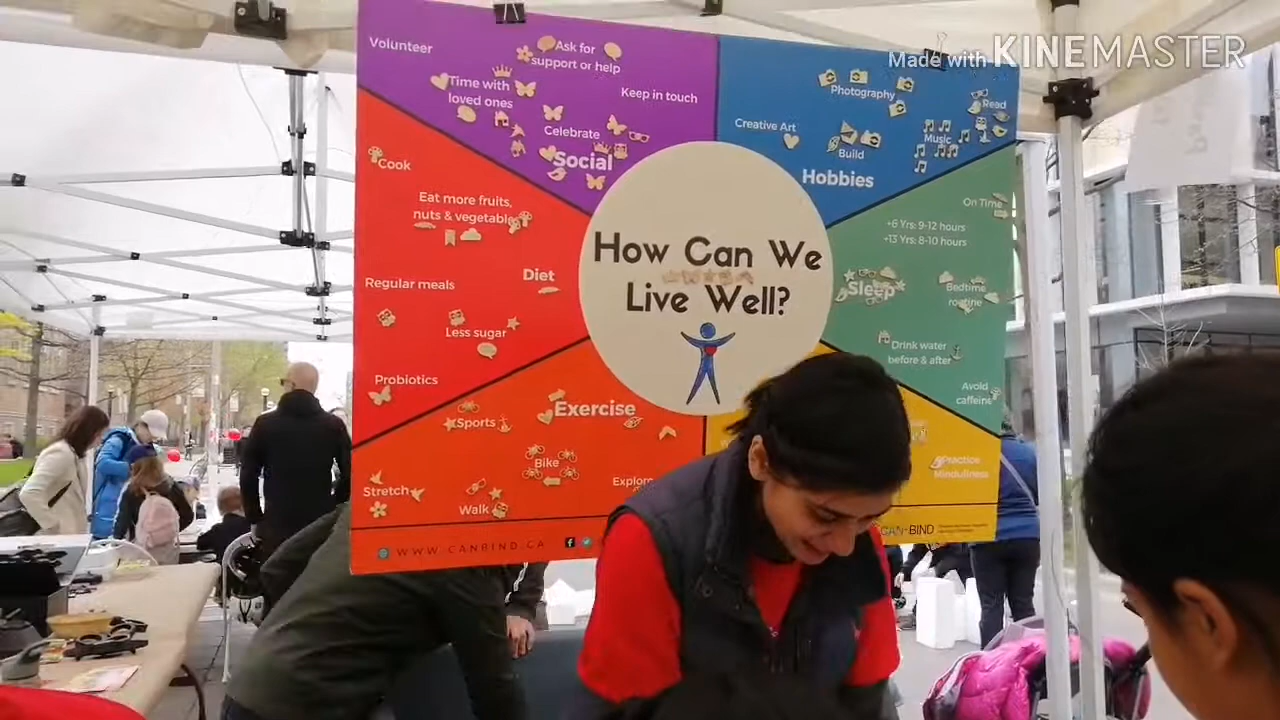 Made with KINEMASTER
Volunteer
Ask for
support or help
Time with
loved ones
Keep in touch
Celebrate
Social
Photography
Read
Creative Art
Music
Build
Hobbies
Cook
Eat more fruits,
nuts & vegetables
Diet
Regular meals
Less sugar
Probiotics
How Can We
Live Well?
On Time
+6 Yrs: 9-12 hours
+13 Yrs: 8-10 hours
Sleep
Bedtime
routine
Drink water
before & after
Avoid
caffeine
Exercise
Sports
Bike
Stretch
Walk
Explore
Practice
Mindfulness
WWW.CANBIND.CA
CAN-BIND